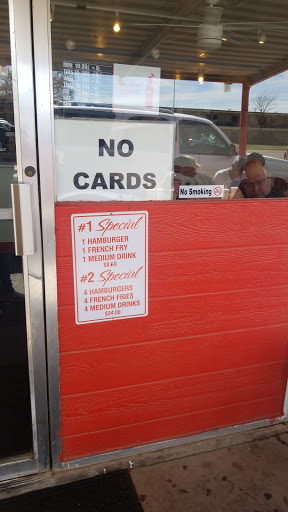 NO
CARDS
No Smoking
#1 Special
1 HAMBURGER
1 FRENCH FRY
1 MEDIUM DRINK
#2 Special
4 HAMBURGERS
4 FRENCH FRIES
4 MEDIUM DRINKS
$24.00